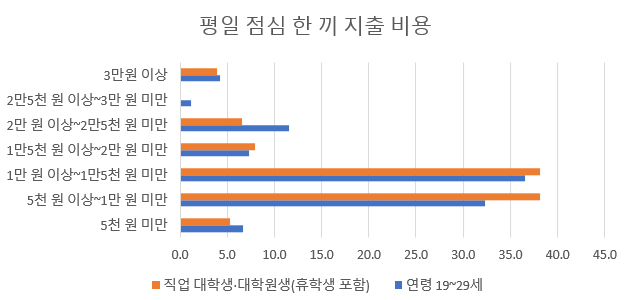 평일 점심 한 끼 지출 비용
3만원 이상
2만5천 원 이상~3만 원 미만
2만 원 이상~2만5천 원 미만
1만5천 원 이상~2만 원 미만
1만 원 이상~1만5천 원 미만
5천 원 이상~1만 원 미만
5천 원 미만
0.0 5.0 10.0 15.0 20.0 25.0 30.0 35.0 40.0 45.0
직업 대학생·대학원생(휴학생 포함) 연령 19~29세